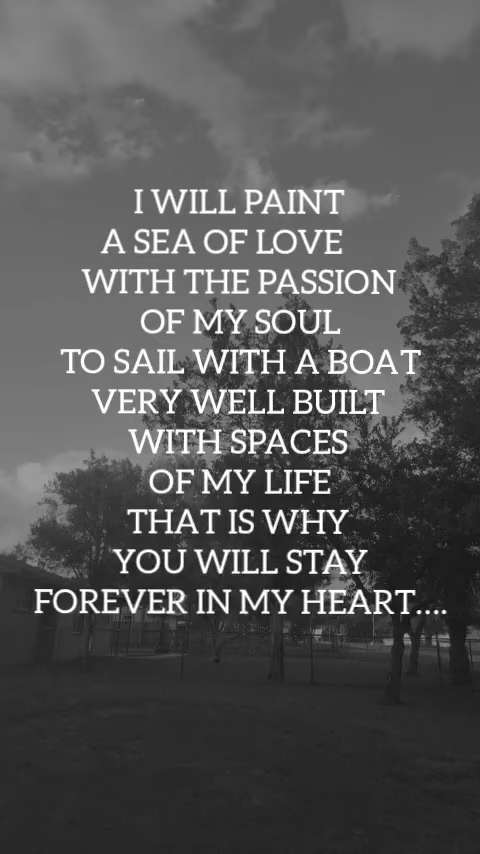 I WILL PAINT
A SEA OF LOVE
WITH THE PASSION
OF MY SOUL
TO SAIL WITH A BOAT
VERY WELL BUILT
WITH SPACES
OF MY LIFE
THAT IS WHY
YOU WILL STAY
FOREVER IN MY HEART....